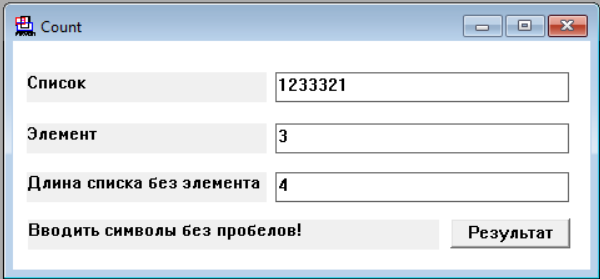 Count
Список 1233321
Элемент 3
Длина списка без элемента 4
Вводить символы без пробелов! Результат